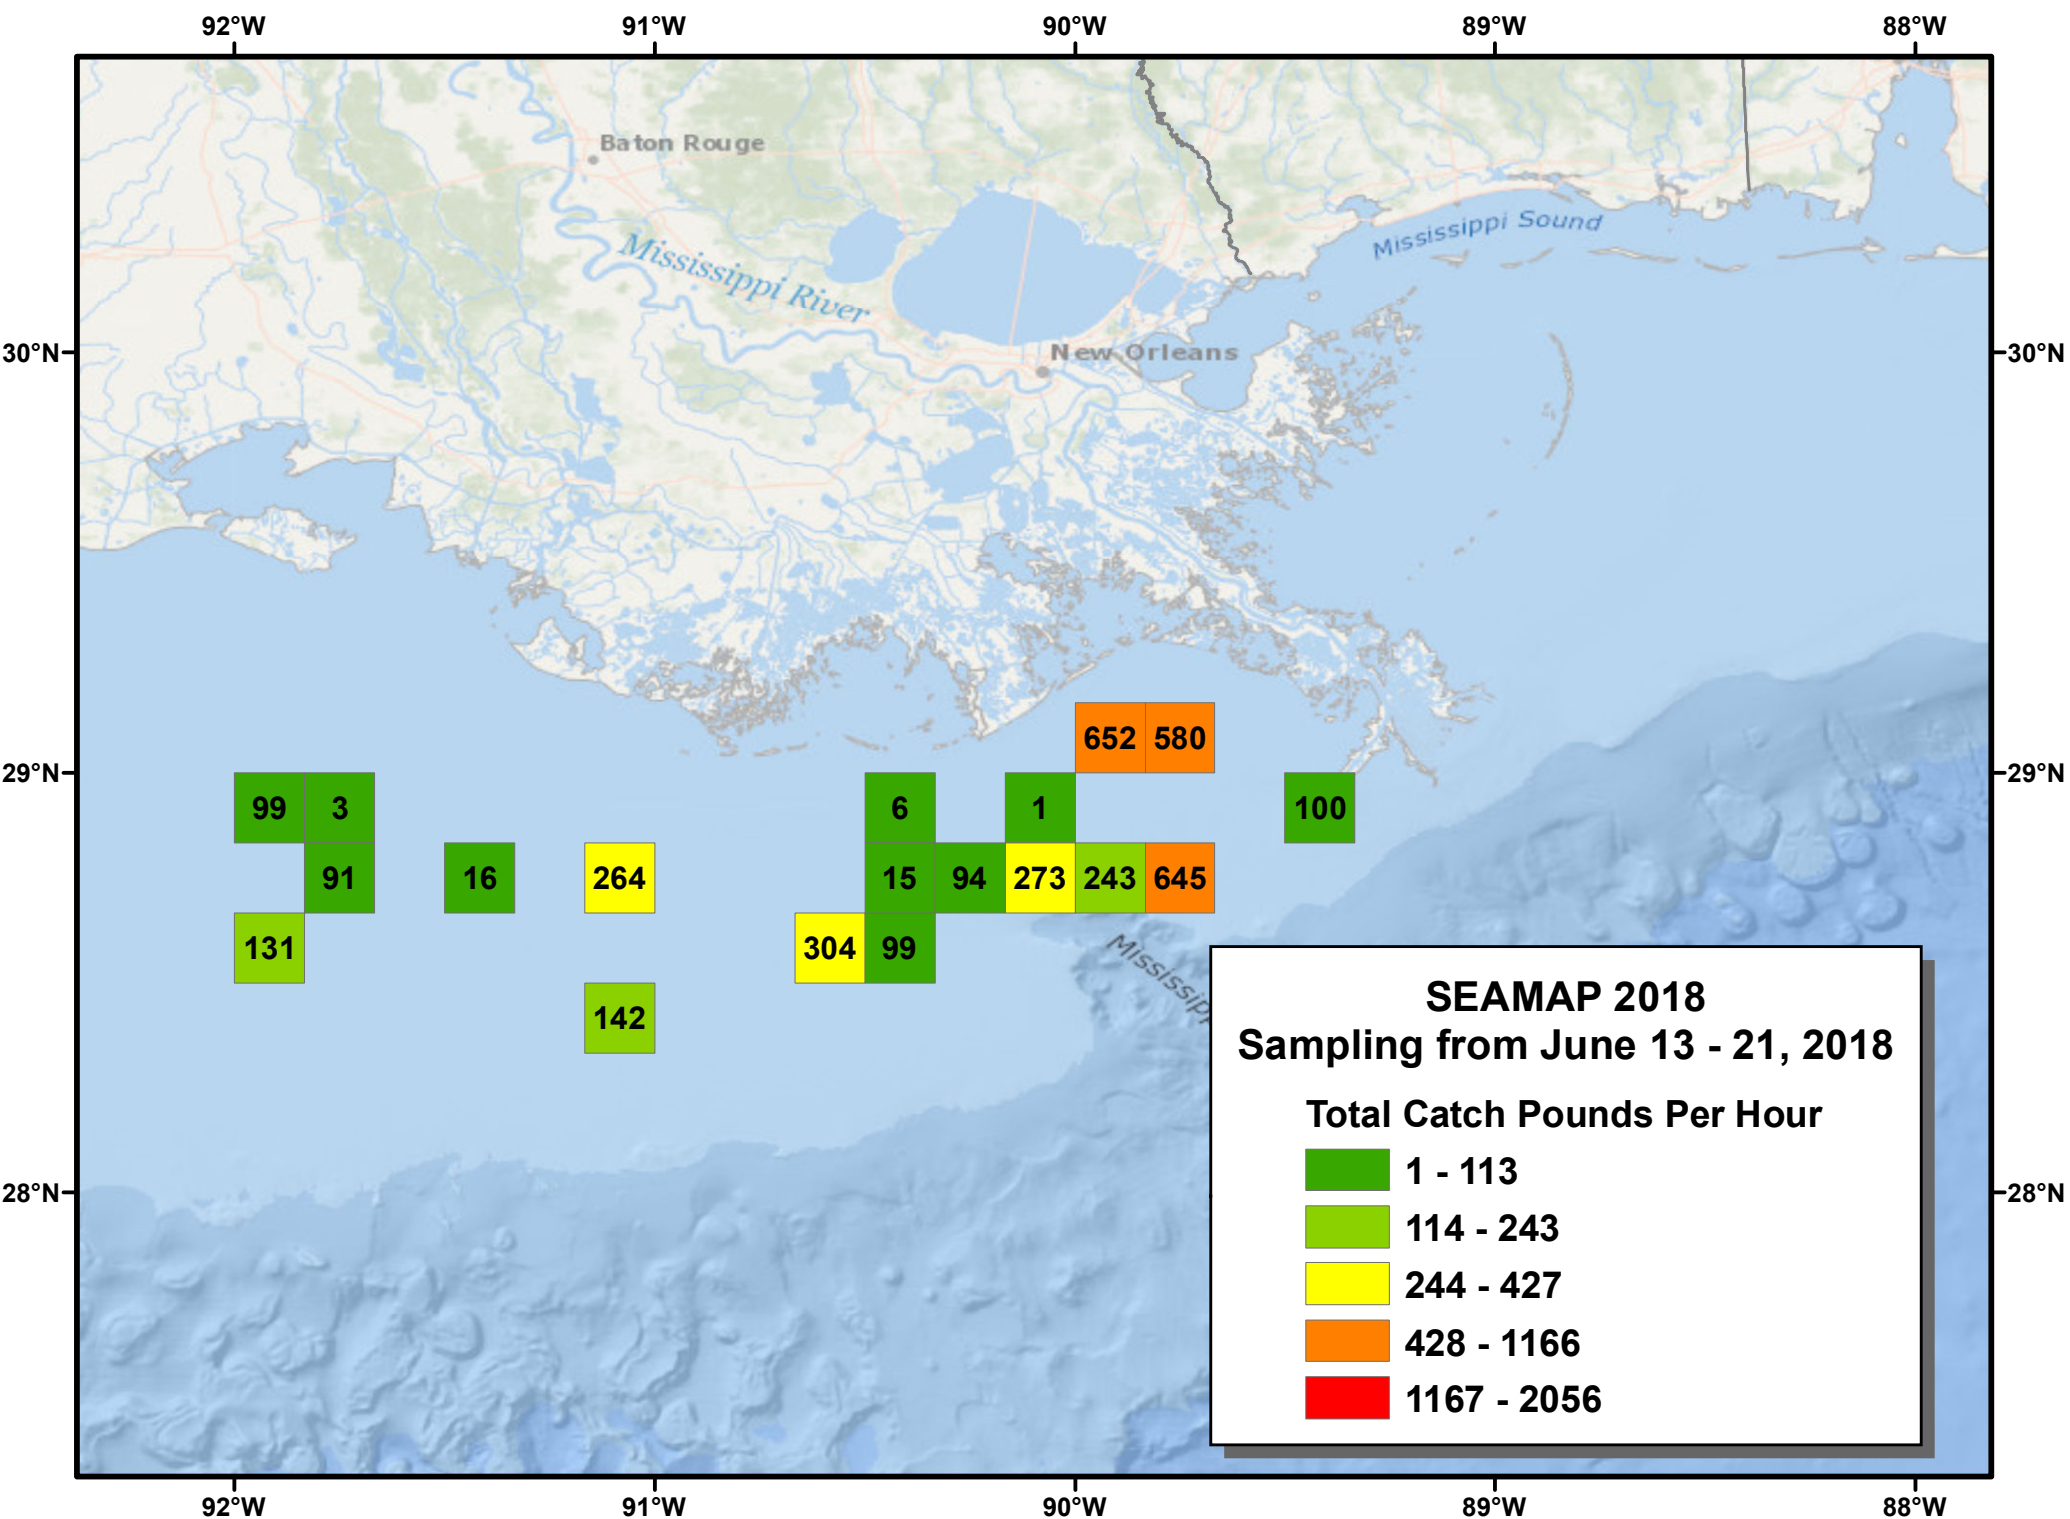 92°W 91°W 90°W 89°W 88°W
Baton Rouge
Mississippi Sound
Mississippi River
30°N 30°N
New Orleans
652 580
29°N 29°N
99 3 6 1 100
91 16 264 15 94 273 243 645
131 304 99
142
SEAMAP 2018
Sampling from June 13 - 21, 2018
Total Catch Pounds Per Hour
1 - 113
28°N 28°N
114 - 243
244 - 427
428 - 1166
1167 - 2056
92°W 91°W 90°W 89°W 88°W